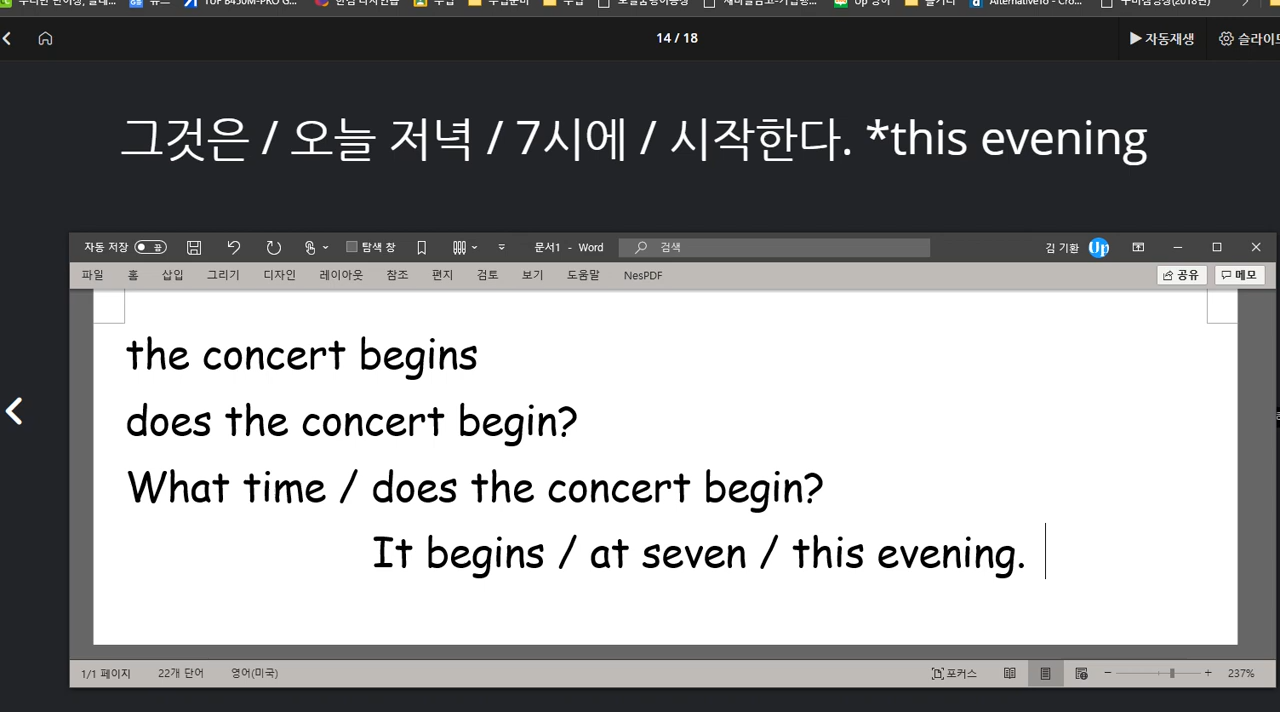 14 / 18
▶ 자동재생
슬라이드
그것은 / 오늘 저녁 / 7시에 / 시작한다. *this evening
자동 저장
탐색 창
문서1 - Word
검색
김 기환
Up
파일 홈 삽입 그리기 디자인 레이아웃 참조 편지 검토 보기 도움말 NesPDF
공유 메모
the concert begins
does the concert begin?
What time / does the concert begin?
It begins / at seven / this evening.
1/1 페이지 22개 단어 영어(미국)
포커스
237%